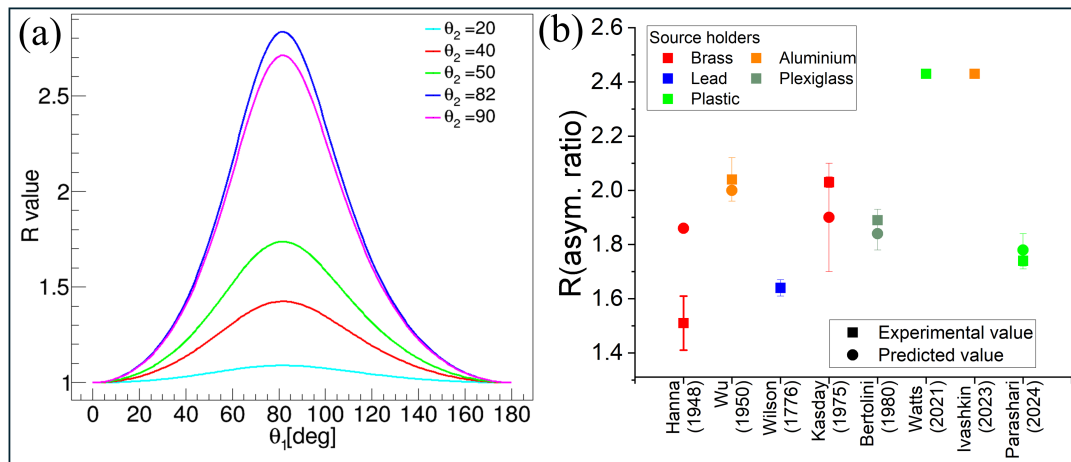 (a)
θ2 =20
θ2 =40
θ2 =50
θ2 =82
θ2 =90
2.5
2
1.5
1
R value
0 20 40 60 80 100 120 140 160 180
θ1[deg]
(b)
Source holders
Brass Aluminium
Lead Plexiglass
Plastic
2.6
2.4
2.2
2.0
1.8
1.6
1.4
R(asym. ratio)
Experimental value
Predicted value
Hanna
(1948)
Wu
(1950)
Wilson
(1776)
Kasday
(1975)
Bertolini
(1980)
Watts
(2021)
Ivashkin
(2023)
Parashari
(2024)